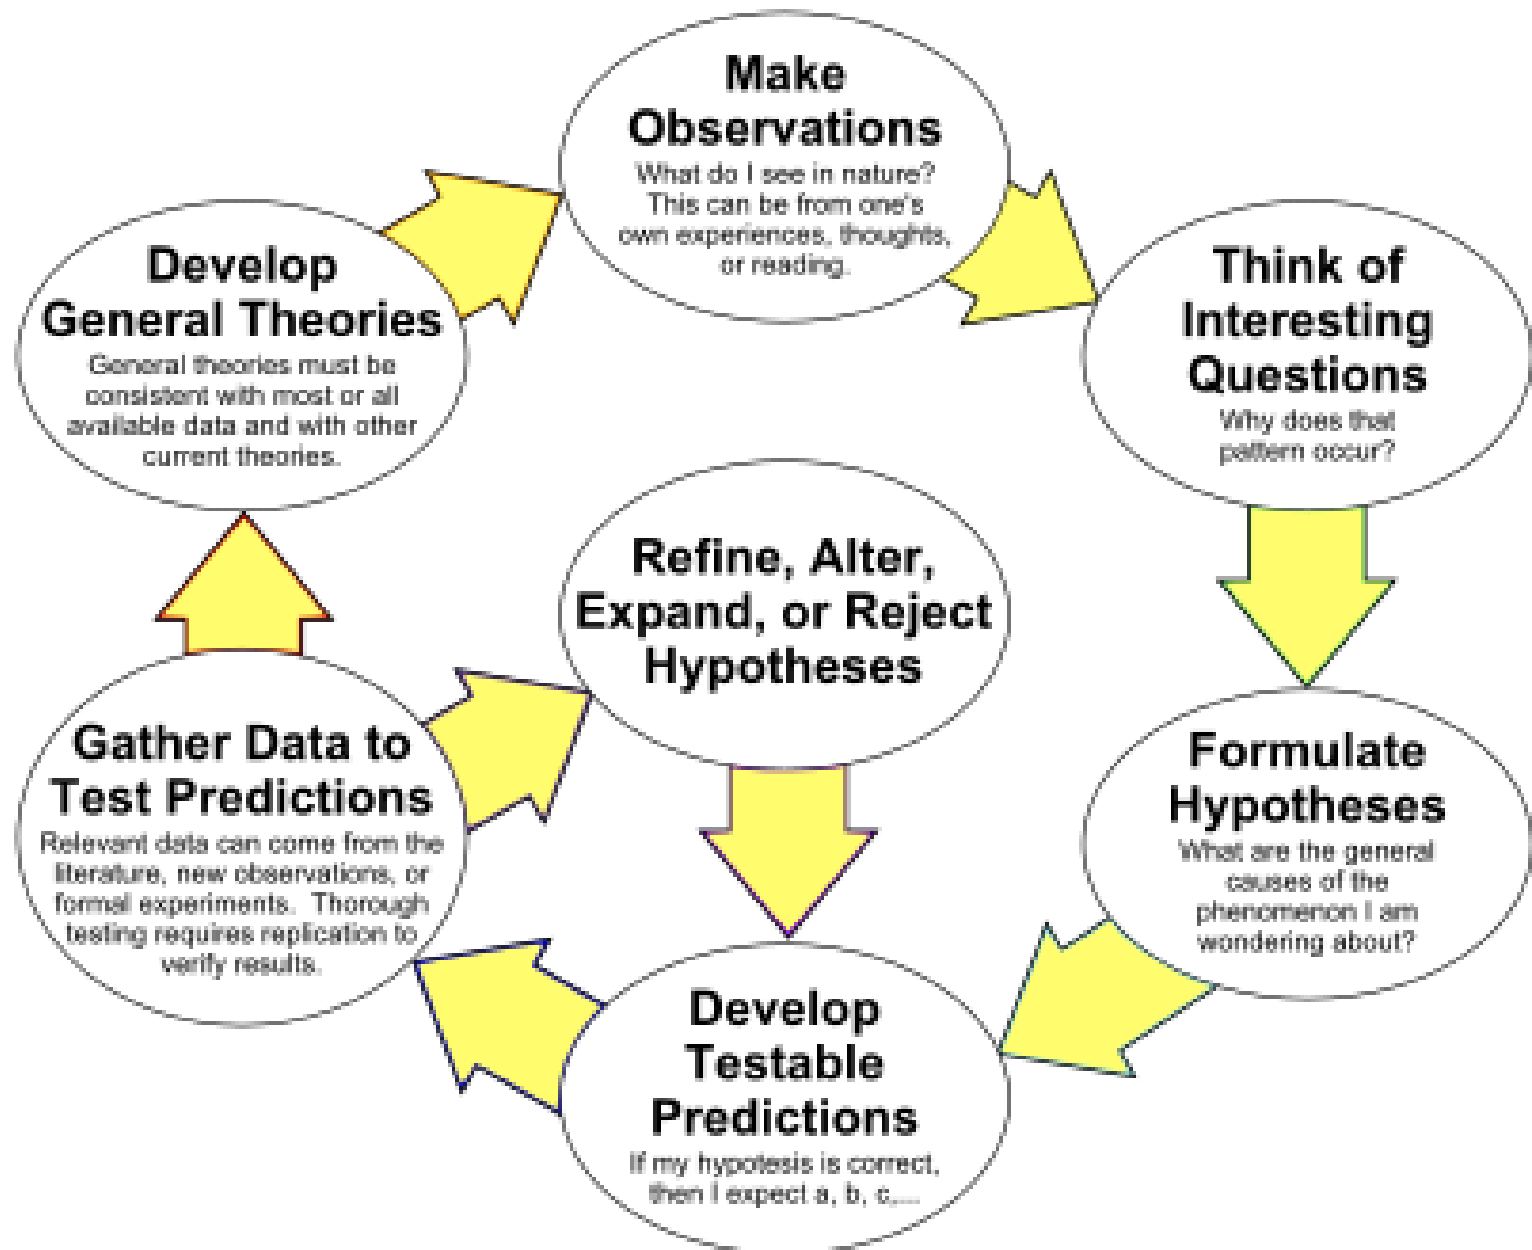 Make
Observations
What do I see in nature?
This can be from one's
own experiences, thoughts,
or reading.
Think of
Interesting
Questions
Why does that
pattern occur?
Formulate
Hypotheses
What are the general
causes of the
phenomenon I am
wondering about?
Develop
Testable
Predictions
If my hypotesis is correct,
then I expect a, b, c,...
Gather Data to
Test Predictions
Relevant data can come from the
literature, new observations, or
formal experiments. Thorough
testing requires replication to
verify results.
Refine, Alter,
Expand, or Reject
Hypotheses
Develop
General Theories
General theories must be
consistent with most or all
available data and with other
current theories.